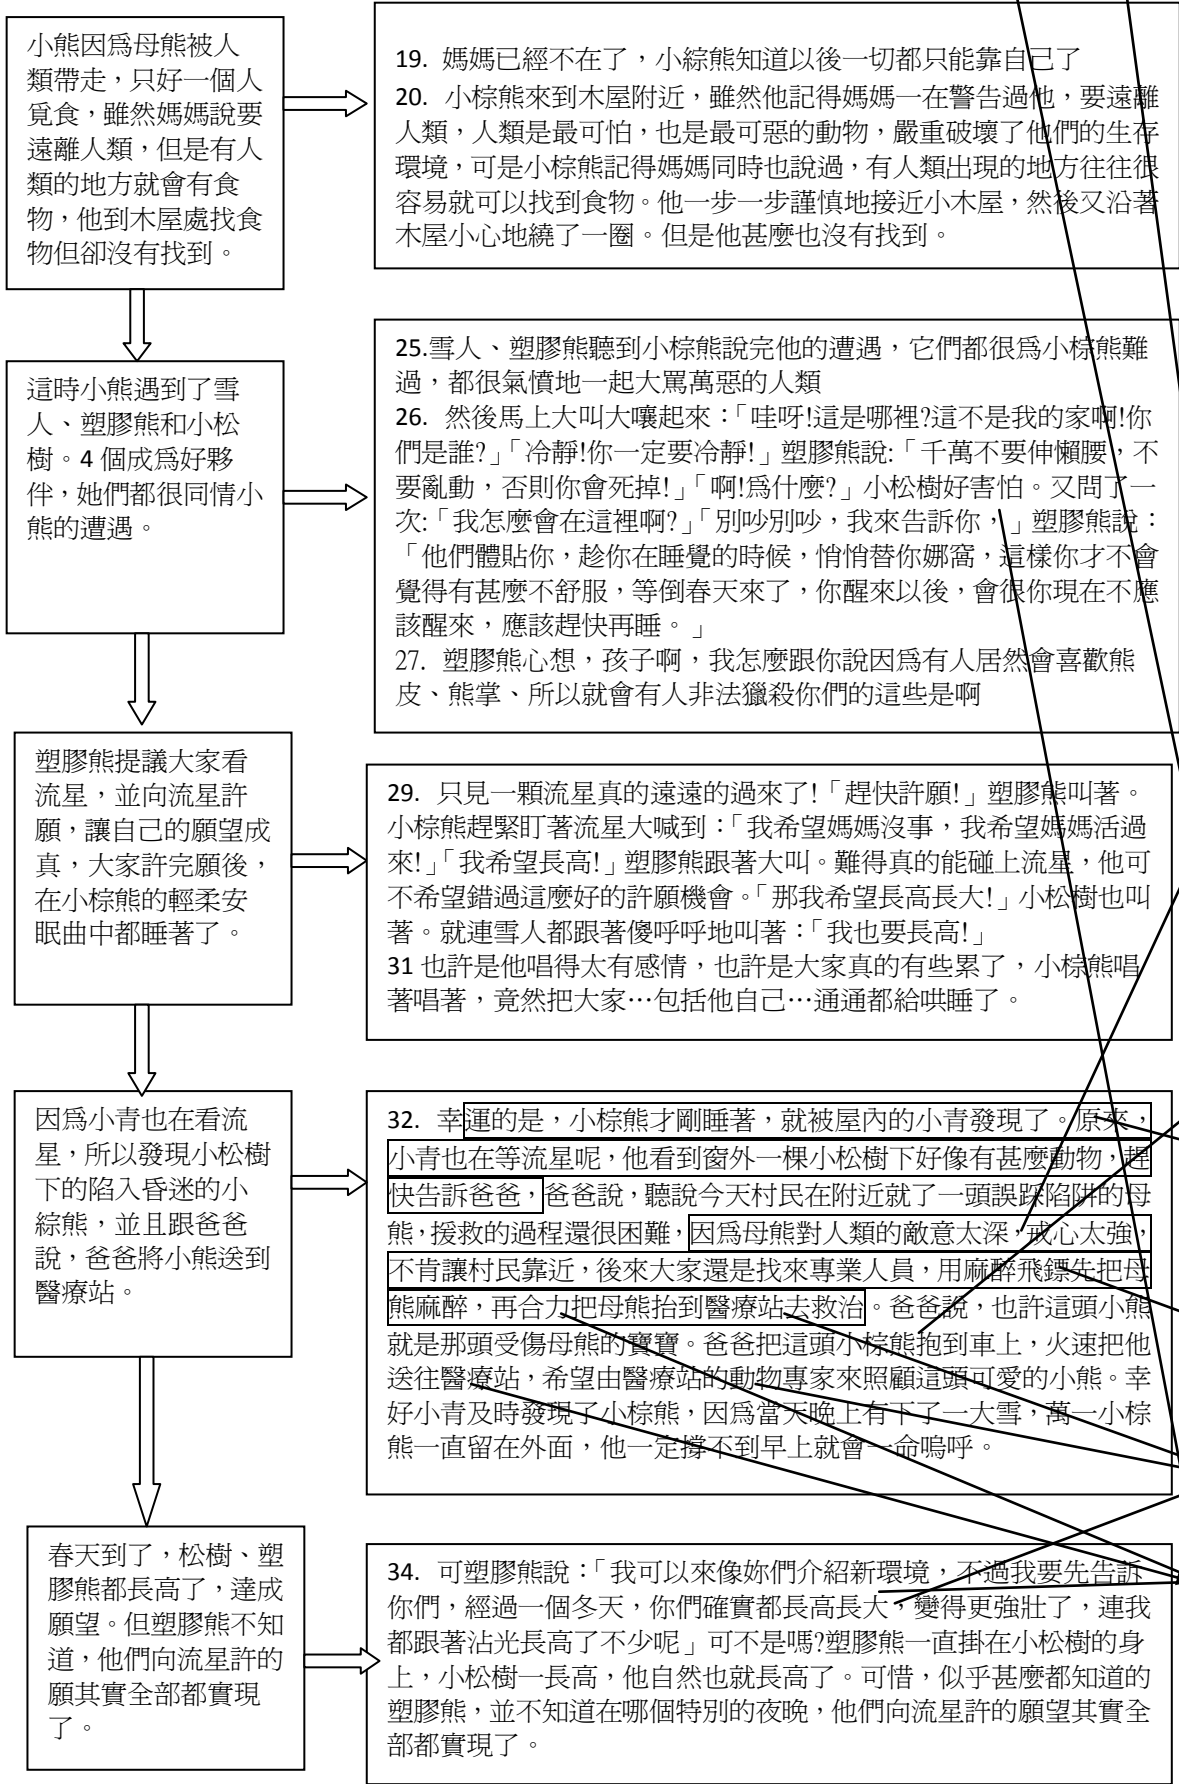 小熊因為母熊被人
類帶走，只好一個人
覓食，雖然媽媽說要
遠離人類，但是有人
類的地方就會有食
物，他到木屋處找食
物但卻沒有找到。
19. 媽媽已經不在了，小綜熊知道以後一切都只能靠自己了
20. 小棕熊來到木屋附近，雖然他記得媽媽一在警告過他，要遠離
人類，人類是最可怕，也是最可惡的動物，嚴重破壞了他們的生存
環境，可是小棕熊記得媽媽同時也說過，有人類出現的地方往往很
容易就可以找到食物。他一步一步謹慎地接近小木屋，然後又沿著
木屋小心地繞了一圈。但是他甚麼也沒有找到。
這時小熊遇到了雪
人、塑膠熊和小松
樹。4 個成為好夥
伴，她們都很同情小
熊的遭遇。
25.雪人、塑膠熊聽到小棕熊說完他的遭遇，它們都很為小棕熊難
過，都很氣憤地一起大罵萬惡的人類
26. 然後馬上大叫大嚷起來：「哇呀!這是哪裡?這不是我的家啊!你
們是誰?」「冷靜!你一定要冷靜!」塑膠熊說:「千萬不要伸懶腰，不
要亂動，否則你會死掉!」「啊!為什麼?」小松樹好害怕。又問了一
次:「我怎麼會在這裡啊?」「別吵別吵，我來告訴你，」塑膠熊說：
「他們體貼你，趁你在睡覺的時候，悄悄替你娜窩，這樣你才不會
覺得有甚麼不舒服，等倒春天來了，你醒來以後，會很你現在不應
該醒來，應該趕快再睡。」
27. 塑膠熊心想，孩子啊，我怎麼跟你說因為有人居然會喜歡熊
皮、熊掌、所以就會有人非法獵殺你們的這些是啊
塑膠熊提議大家看
流星，並向流星許
願，讓自己的願望成
真，大家許完願後，
在小棕熊的輕柔安
眠曲中都睡著了。
29. 只見一顆流星真的遠遠的過來了!「趕快許願!」塑膠熊叫著。
小棕熊趕緊盯著流星大喊到：「我希望媽媽沒事，我希望媽媽活過
來!」「我希望長高!」塑膠熊跟著大叫。難得真的能碰上流星，他可
不希望錯過這麼好的許願機會。「那我希望長高長大!」小松樹也叫
著。就連雪人都跟著傻呼呼地叫著：「我也要長高!」
31 也許是他唱得太有感情，也許是大家真的有些累了，小棕熊唱
著唱著，竟然把大家…包括他自己…通通都給哄睡了。
因為小青也在看流
星，所以發現小松樹
下的陷入昏迷的小
綜熊，並且跟爸爸
說，爸爸將小熊送到
醫療站。
32. 幸運的是，小棕熊才剛睡著，就被屋內的小青發現了。原來，
小青也在等流星呢，他看到窗外一棵小松樹下好像有甚麼動物，趕
快告訴爸爸，爸爸說，聽說今天村民在附近就了一頭誤踩陷阱的母
熊，援救的過程還很困難，因為母熊對人類的敵意太深，戒心太強，
不肯讓村民靠近，後來大家還是找來專業人員，用麻醉飛鏢先把母
熊麻醉，再合力把母熊抬到醫療站去救治。爸爸說，也許這頭小熊
就是那頭受傷母熊的寶寶。爸爸把這頭小棕熊抱到車上，火速把他
送往醫療站，希望由醫療站的動物專家來照顧這頭可愛的小熊。幸
好小青及時發現了小棕熊，因為當天晚上有下了一大雪，萬一小棕
熊一直留在外面，他一定撐不到早上就會一命嗚呼。
春天到了，松樹、塑
膠熊都長高了，達成
願望。但塑膠熊不知
道，他們向流星許的
願其實全部都實現
了。
34. 可塑膠熊說：「我可以來像妳們介紹新環境，不過我要先告訴
你們，經過一個冬天，你們確實都長高長大，變得更強壯了，連我
都跟著沾光長高了不少呢」可不是嗎?塑膠熊一直掛在小松樹的身
上，小松樹一長高，他自然也就長高了。可惜，似乎甚麼都知道的
塑膠熊，並不知道在哪個特別的夜晚，他們向流星許的願望其實全
部都實現了。